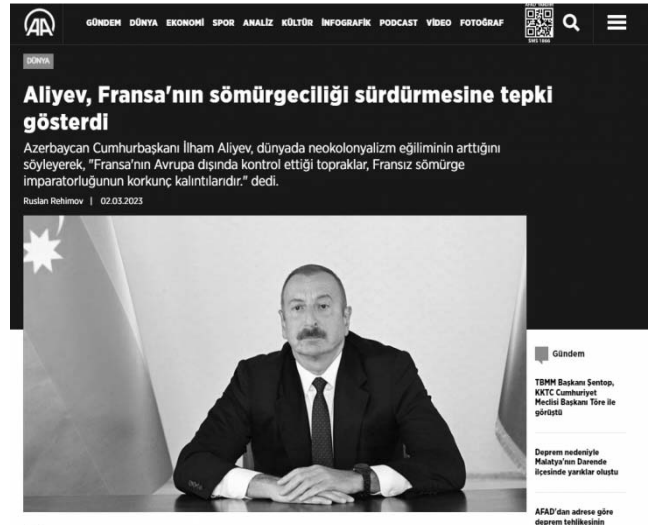 AA
GÜNDEM DÜNYA EKONOMİ SPOR ANALİZ KÜLTÜR İNFOGRAFİK PODCAST VİDEO FOTOĞRAF
SMS 1866
DÜNYA
Aliyev, Fransa'nın sömürgeciliği sürdürmesine tepki
gösterdi
Azerbaycan Cumhurbaşkanı İlham Aliyev, dünyada neokolonyalizm eğiliminin arttığını
söyleyerek, "Fransa'nın Avrupa dışında kontrol ettiği topraklar, Fransız sömürge
imparatorluğunun korkunç kalıntılarıdır." dedi.
Ruslan Rehimov | 02.03.2023
Gündem
TBMM Başkanı Şentop,
KKTC Cumhuriyet
Meclisi Başkanı Töre ile
görüştü
Deprem nedeniyle
Malatya'nın Darende
ilçesinde yarıklar oluştu
AFAD'dan adrese göre
deprem tehlikesinin